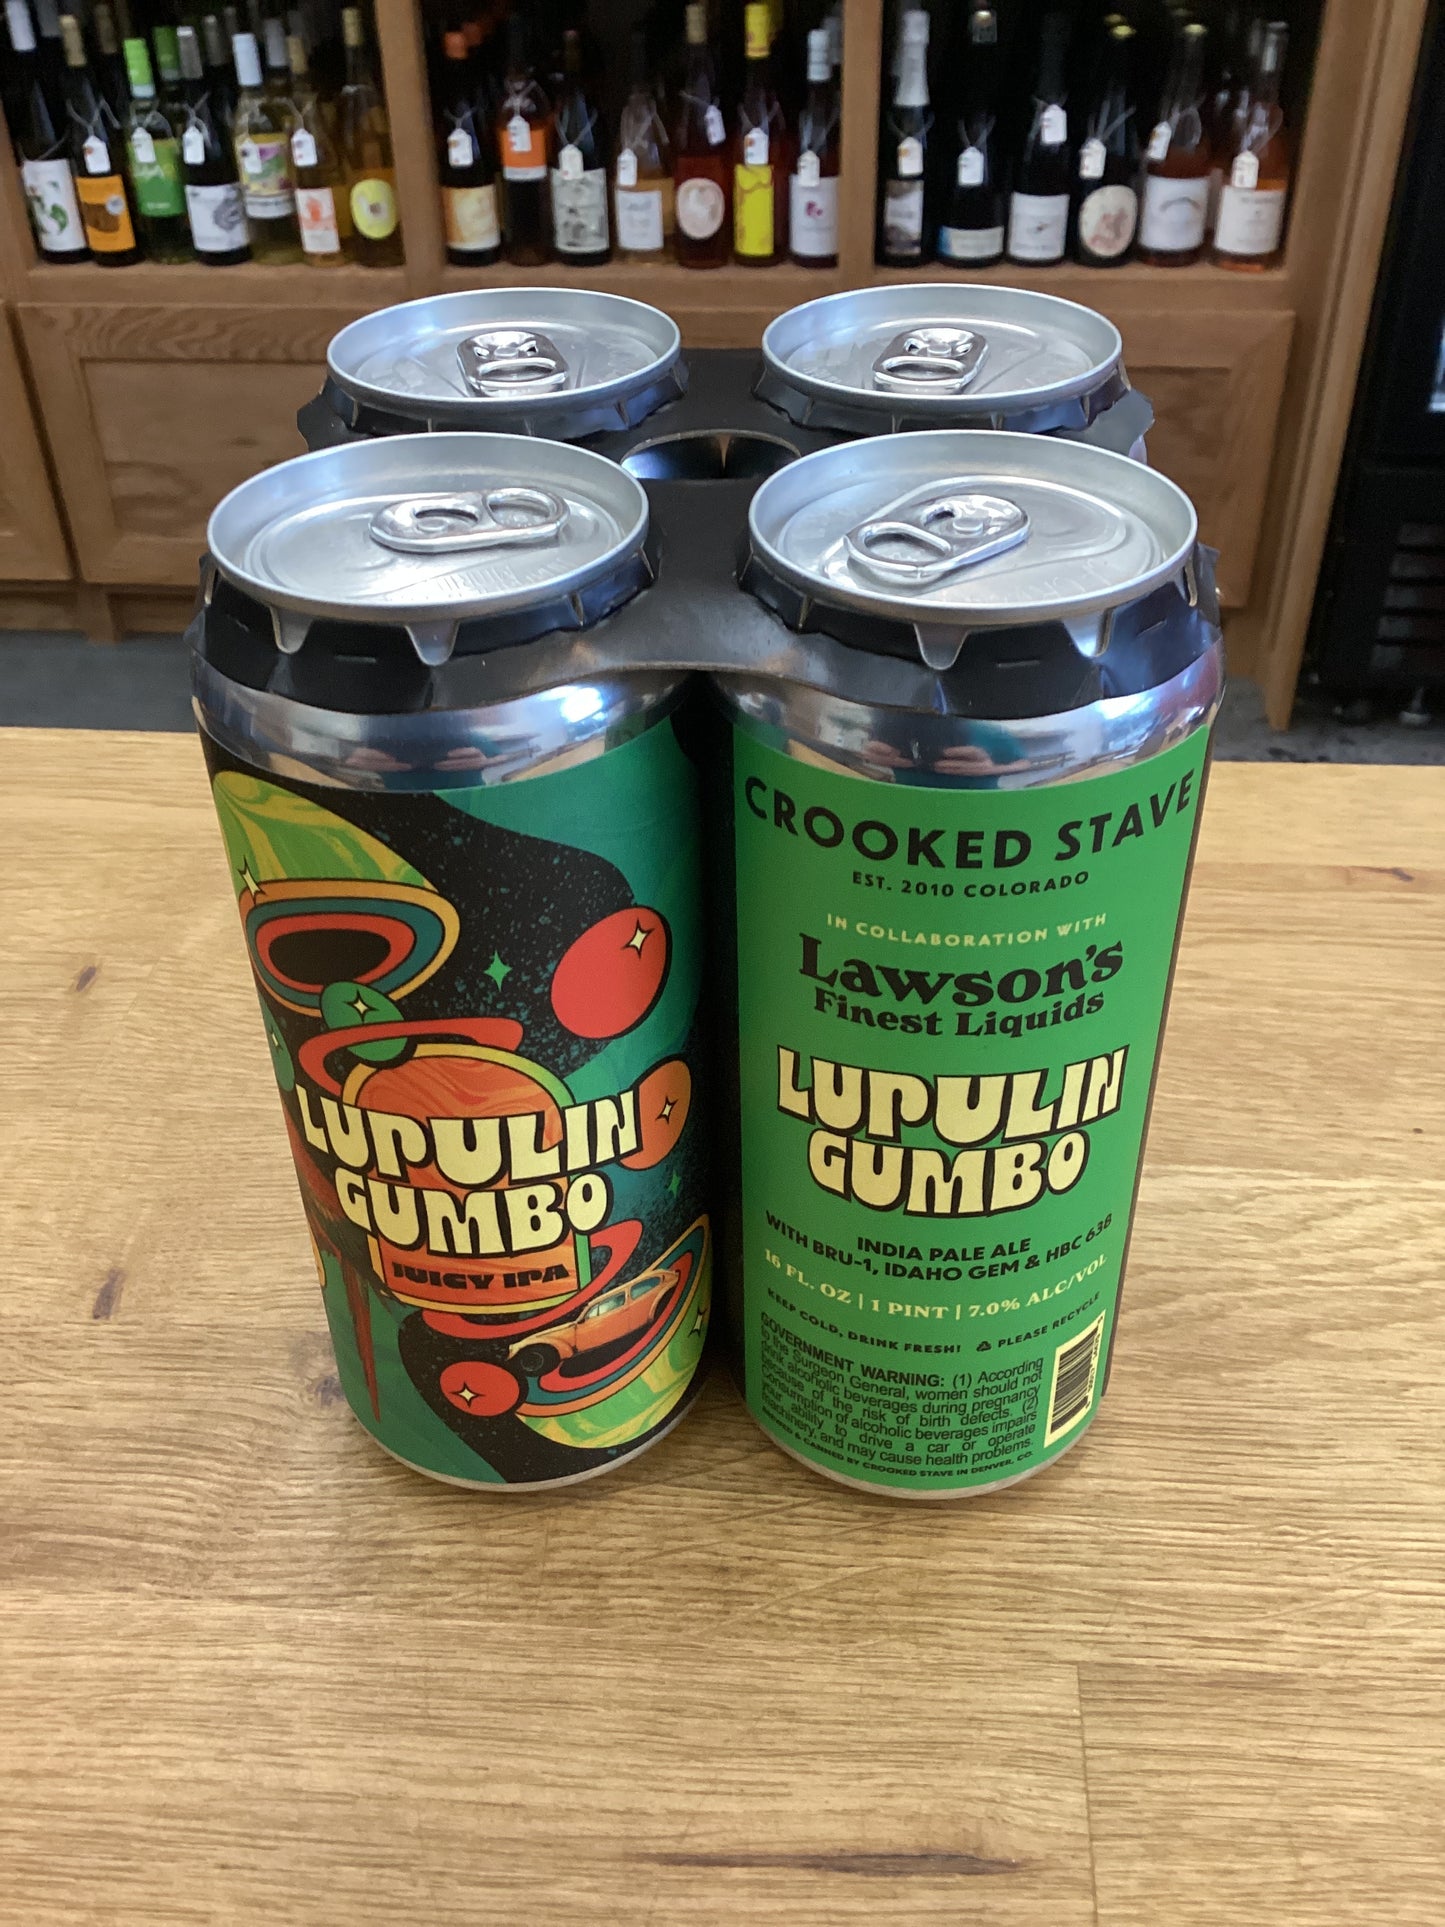 LUPULIN
GUMBO
JUICY IPA
CROOKED STAVE
EST. 2010 COLORADO
IN COLLABORATION WITH
Lawson's
Finest Liquids
LUPULIN
GUMBO
INDIA PALE ALE
WITH BRU-1, IDAHO GEM & HBC 638
16 FL. OZ | 1 PINT | 7.0% ALC/VOL
KEEP COLD, DRINK FRESH! PLEASE RECYCLE
GOVERNMENT WARNING: (1) According
to the Surgeon General, women should not
drink alcoholic beverages during pregnancy
because of the risk of birth defects. (2)
Consumption of alcoholic beverages impairs
your ability to drive a car or operate
machinery, and may cause health problems.
BREWED & CANNED BY CROOKED STAVE IN DENVER, CO.